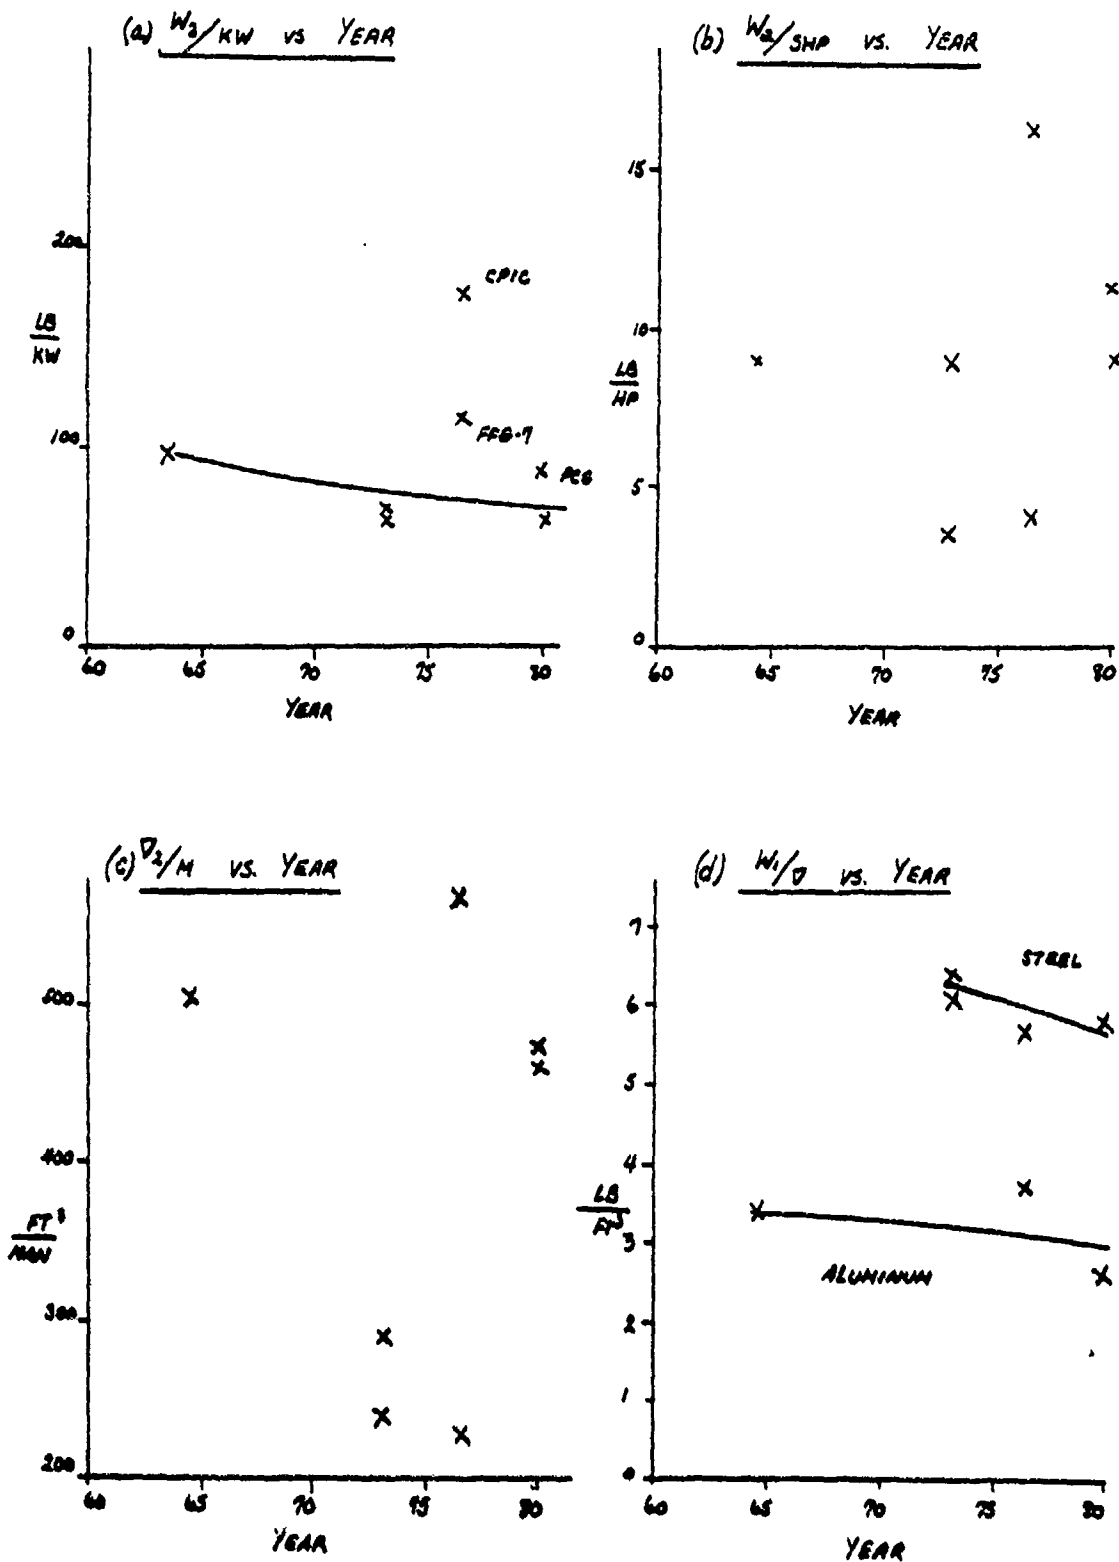 (a) W3/KW VS YEAR
200
100
0
LB
KW
CPIC
FFG-7
PCG
60 65 70 75 80
YEAR
(b) W2/SHP VS. YEAR
15
10
5
0
LB
HP
60 65 70 75 80
YEAR
(c) ∇2/M VS. YEAR
500
400
300
200
FT3
MAN
60 65 70 75 80
YEAR
(d) W1/∇ VS. YEAR
7
6
5
4
3
2
1
0
LB
FT3
STEEL
ALUMINUM
60 65 70 75 80
YEAR